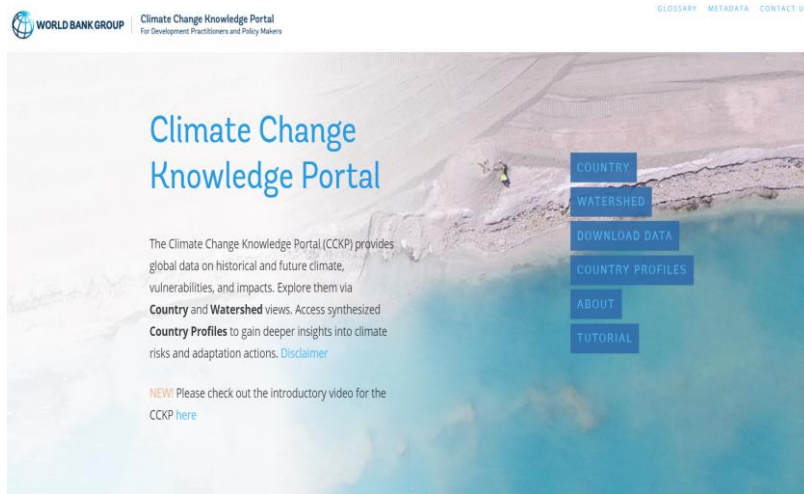 GLOSSARY METADATA CONTACT U
WORLD BANK GROUP
Climate Change Knowledge Portal
For Development Practitioners and Policy Makers
Climate Change
Knowledge Portal
The Climate Change Knowledge Portal (CCKP) provides
global data on historical and future climate,
vulnerabilities, and impacts. Explore them via
Country and Watershed views. Access synthesized
Country Profiles to gain deeper insights into climate
risks and adaptation actions. Disclaimer
NEW! Please check out the introductory video for the
CCKP here
COUNTRY
WATERSHED
DOWNLOAD DATA
COUNTRY PROFILES
ABOUT
TUTORIAL